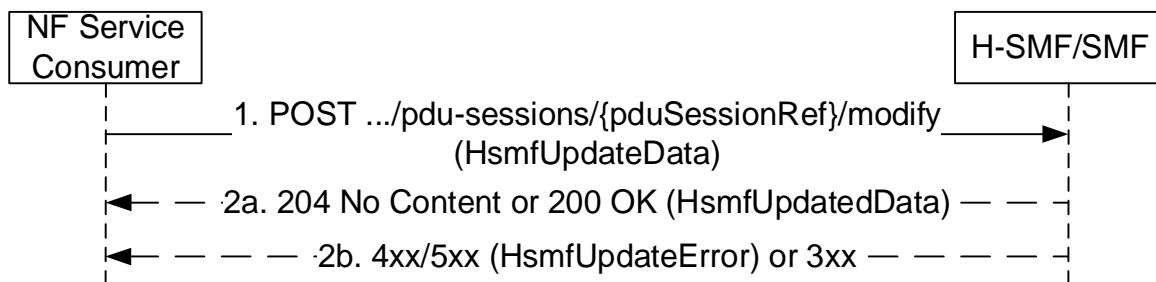 NF Service
Consumer
H-SMF/SMF
1. POST .../pdu-sessions/{pduSessionRef}/modify
(HsmfUpdateData)
2a. 204 No Content or 200 OK (HsmfUpdatedData)
2b. 4xx/5xx (HsmfUpdateError) or 3xx